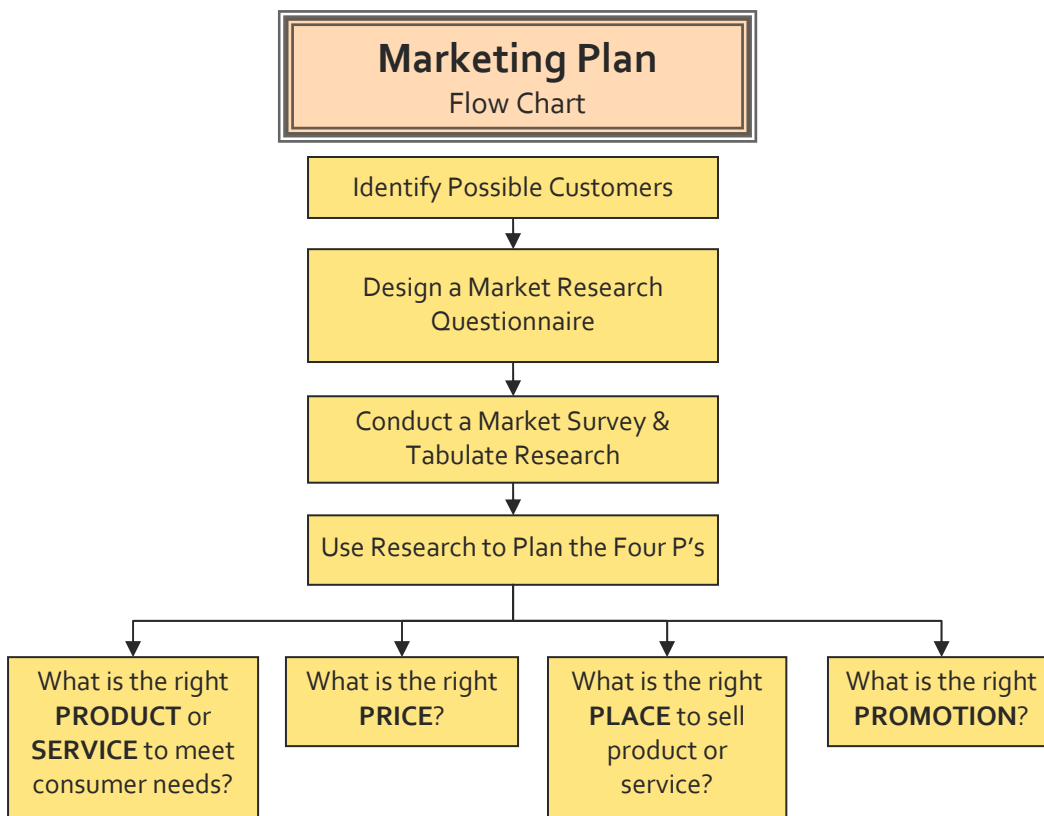 Marketing Plan
Flow Chart
Identify Possible Customers
Design a Market Research
Questionnaire
Conduct a Market Survey &
Tabulate Research
Use Research to Plan the Four P's
What is the right
PRODUCT or
SERVICE to meet
consumer needs?
What is the right
PRICE?
What is the right
PLACE to sell
product or
service?
What is the right
PROMOTION?